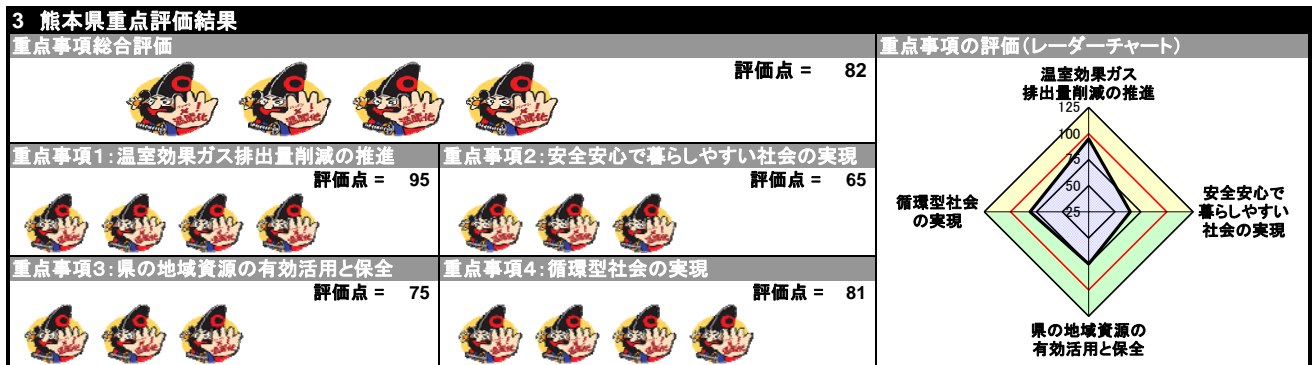 3 熊本県重点評価結果
重点事項総合評価
評価点 = 82
重点事項1：温室効果ガス排出量削減の推進
評価点 = 95
重点事項2：安全安心で暮らしやすい社会の実現
評価点 = 65
重点事項3：県の地域資源の有効活用と保全
評価点 = 75
重点事項4：循環型社会の実現
評価点 = 81
重点事項の評価（レーダーチャート）
温室効果ガス
排出量削減の推進
125
100
75
50
25
循環型社会
の実現
安全安心で
暮らしやすい
社会の実現
県の地域資源の
有効活用と保全